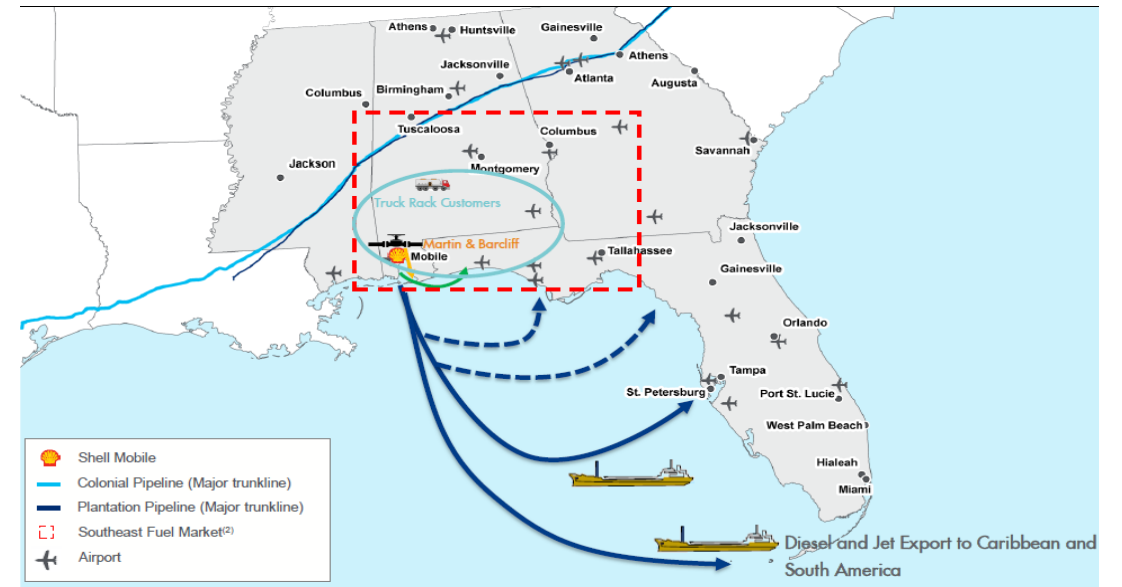 Athens
Huntsville
Gainesville
Athens
Jacksonville
Atlanta
Augusta
Columbus
Birmingham
Tuscaloosa
Columbus
Savannah
Jackson
Montgomery
Truck Rack Customers
Jacksonville
Martin & Barcliff
Mobile
Tallahassee
Gainesville
Orlando
Tampa
St. Petersburg
Port St. Lucie
West Palm Beach
Hialeah
Miami
Shell Mobile
Colonial Pipeline (Major trunkline)
Plantation Pipeline (Major trunkline)
Southeast Fuel Market(2)
Airport
Diesel and Jet Export to Caribbean and
South America